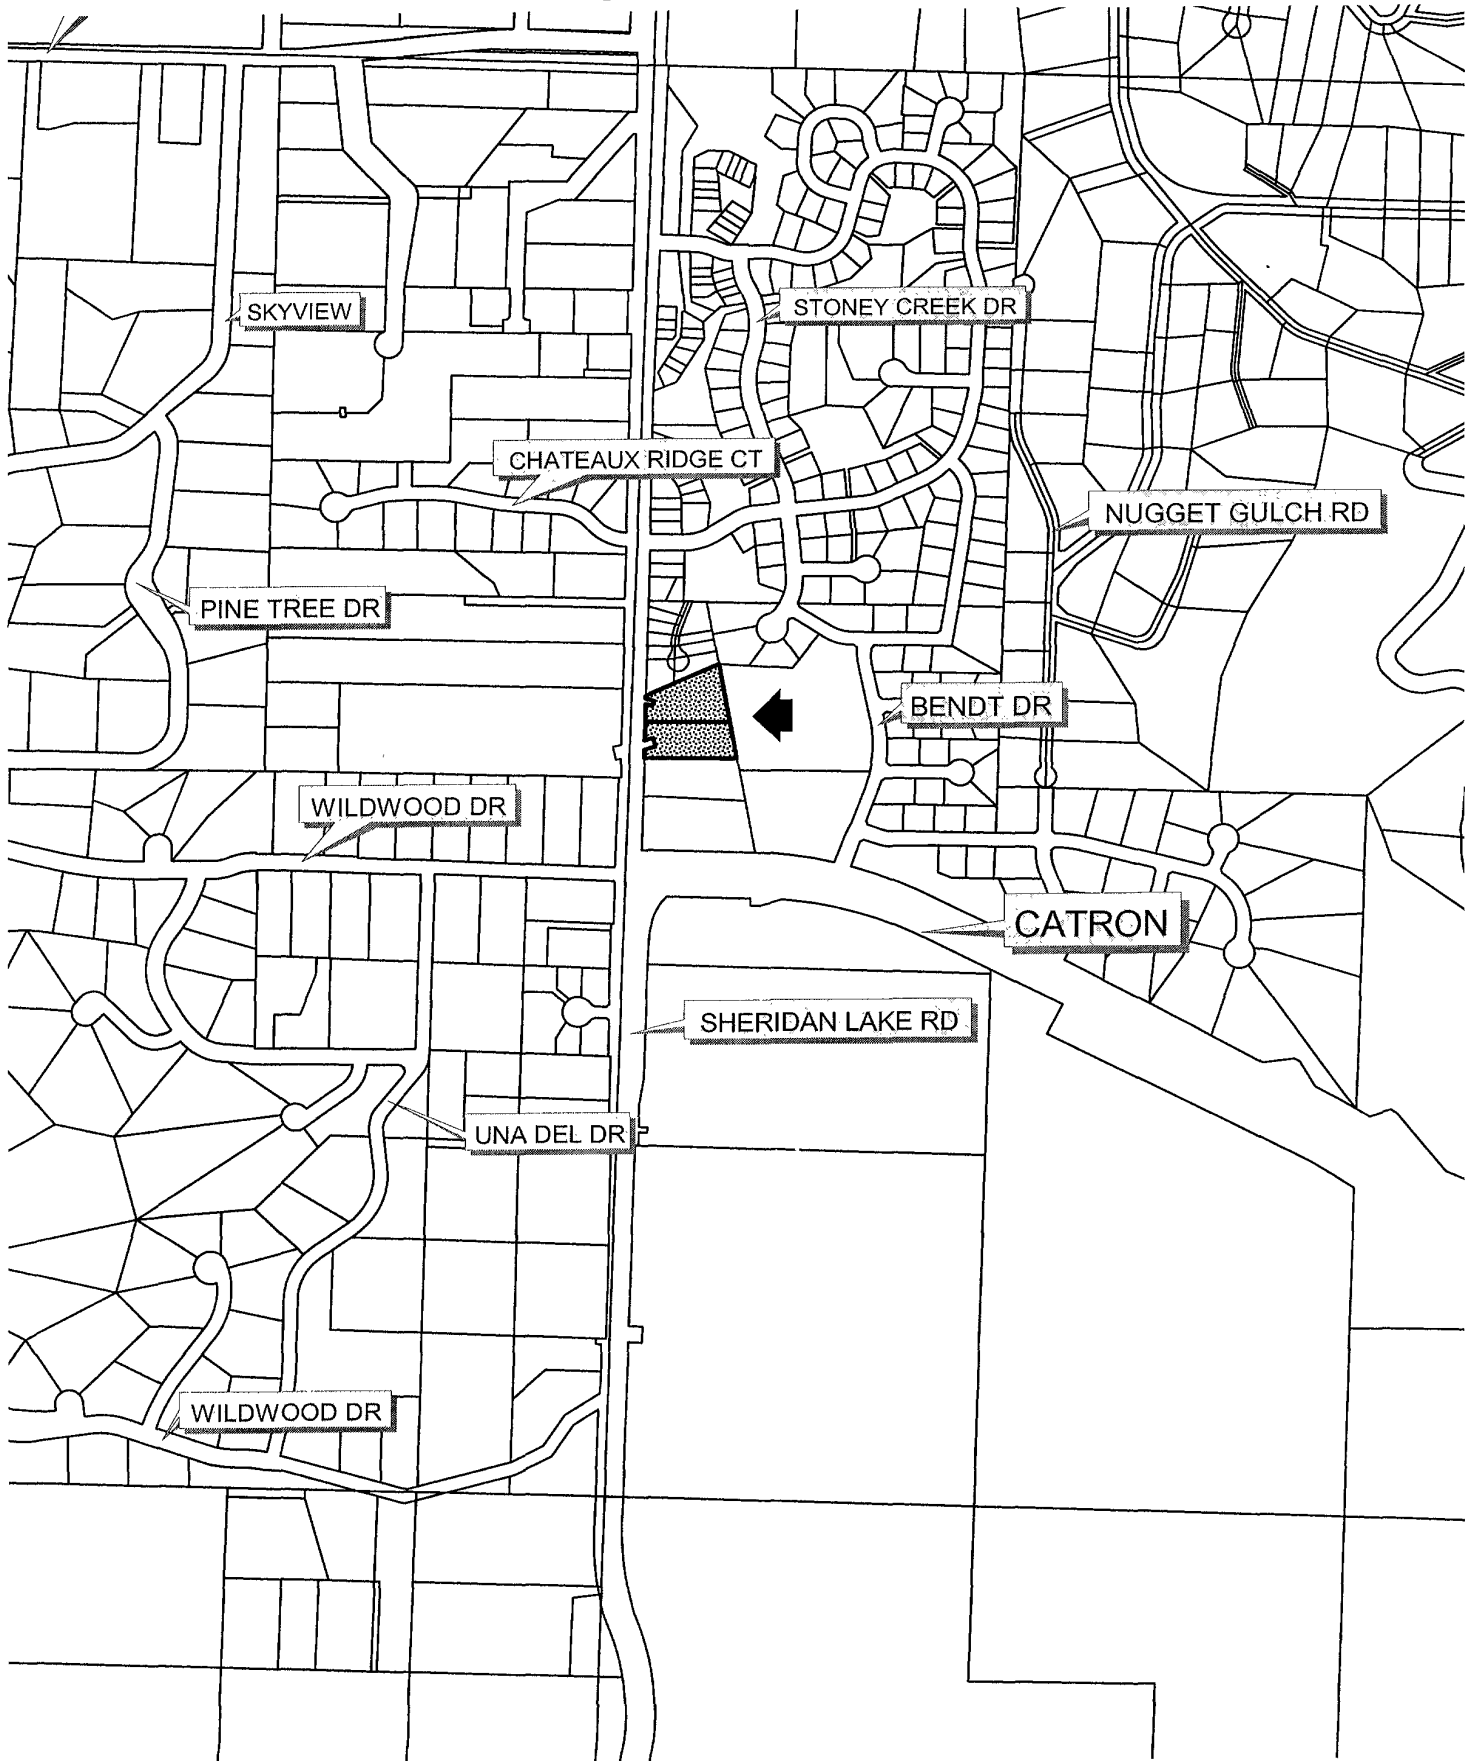 SKYVIEW
STONEY CREEK DR
CHATEAUX RIDGE CT
NUGGET GULCH RD
PINE TREE DR
BENDT DR
WILDWOOD DR
CATRON
SHERIDAN LAKE RD
UNA DEL DR
WILDWOOD DR